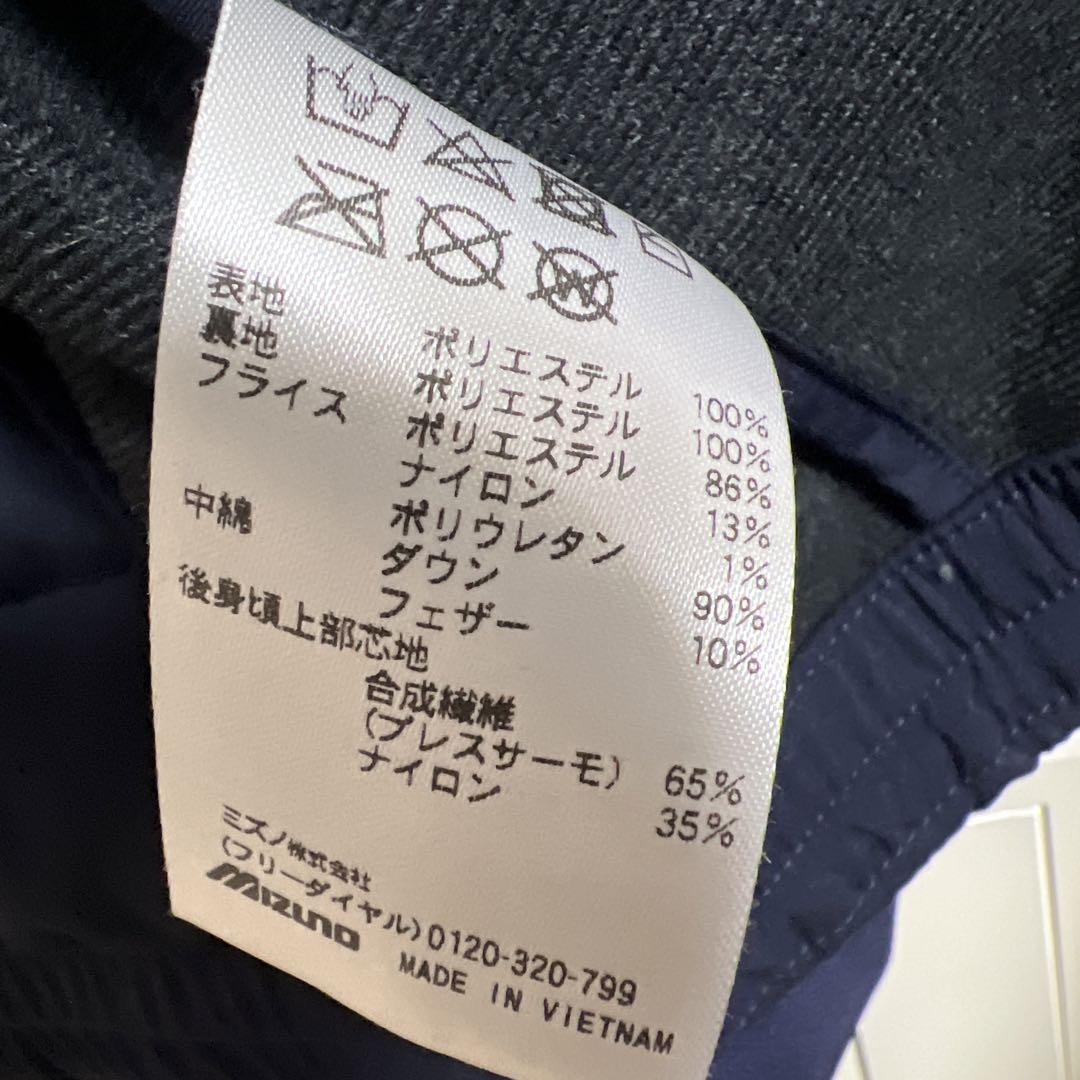 表地 ポリエステル 100%
裏地 ポリエステル 100%
フライス ポリエステル 86%
ナイロン 13%
ポリウレタン 1%
中綿 ダウン 90%
フェザー 10%
後身頃上部芯地
合成繊維
(プレスサーモ) 65%
ナイロン 35%
ミズノ株式会社
(フリーダイヤル)0120-320-799
MIZUNO
MADE IN VIETNAM